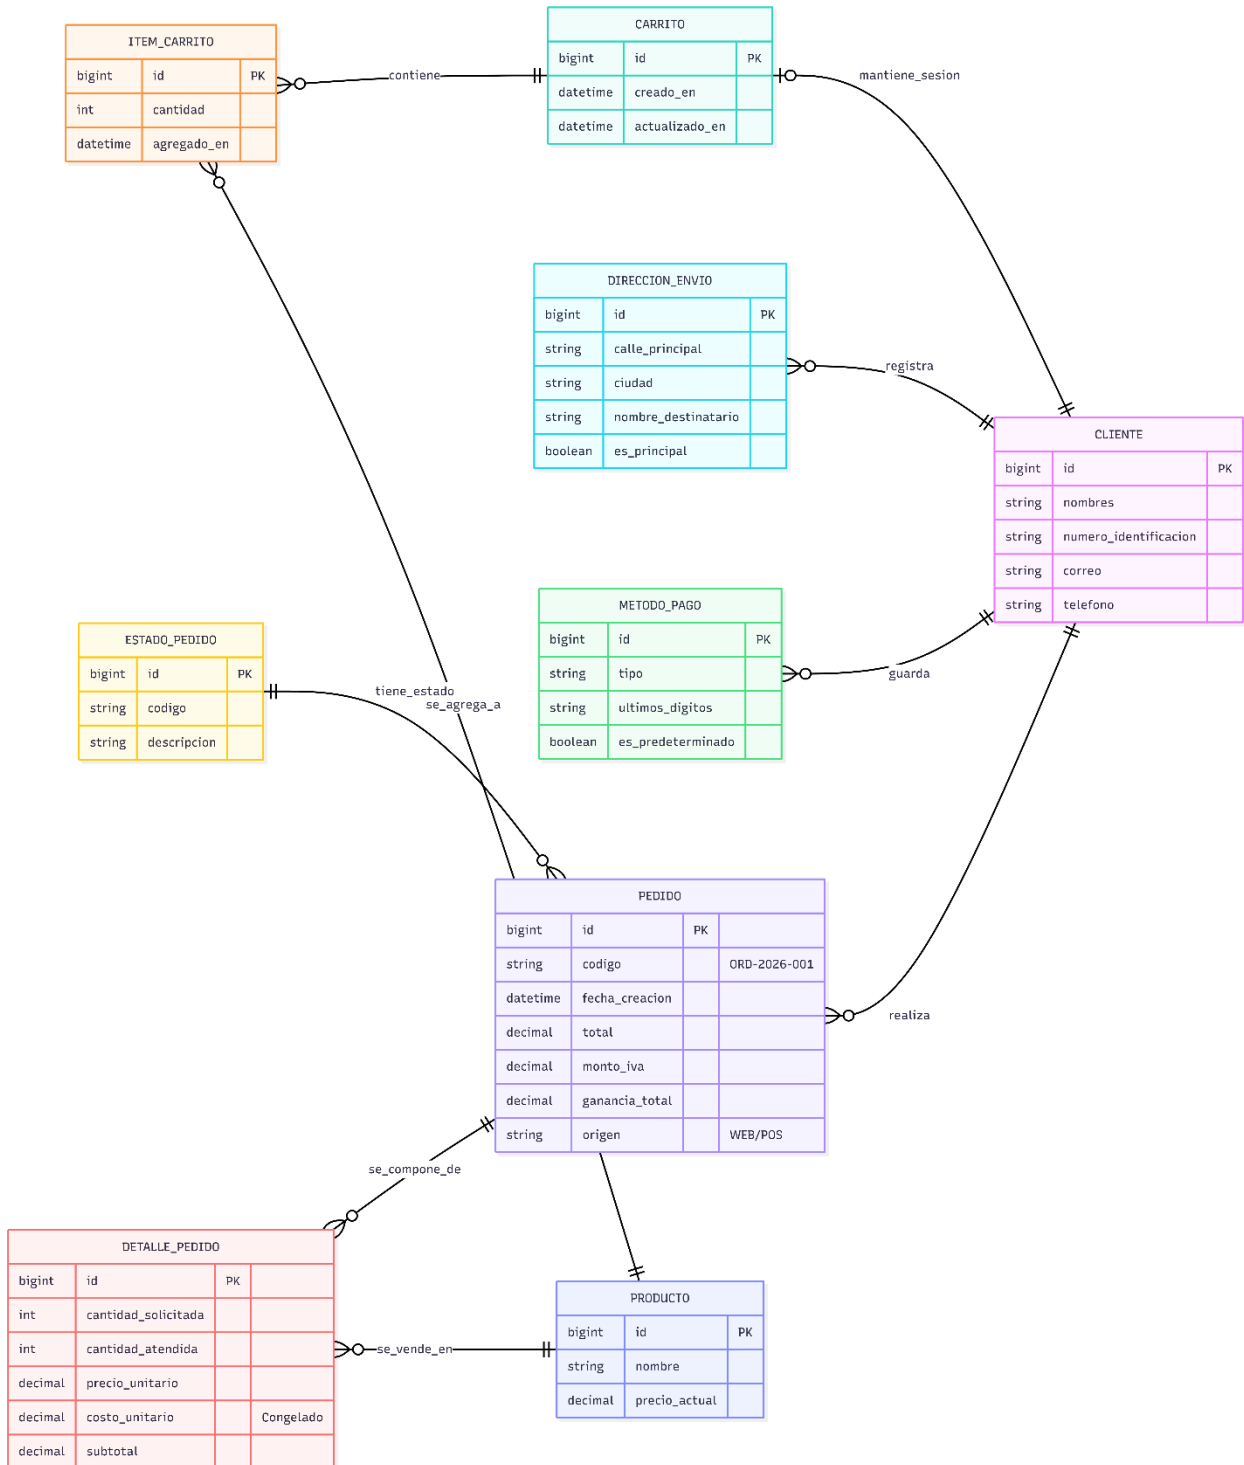 CARRITO
bigint id PK
datetime creado_en
datetime actualizado_en
ITEM_CARRITO
bigint id PK
int cantidad
datetime agregado_en
contiene
mantiene_sesion
DIRECCION_ENVIO
bigint id PK
string calle_principal
string ciudad
string nombre_destinatario
boolean es_principal
registra
CLIENTE
bigint id PK
string nombres
string numero_identificacion
string correo
string telefono
METODO_PAGO
bigint id PK
string tipo
string ultimos_digitos
boolean es_predeterminado
guarda
ESTADO_PEDIDO
bigint id PK
string codigo
string descripcion
tiene_estado
se_agrega_a
PEDIDO
bigint id PK
string codigo ORD-2026-001
datetime fecha_creacion
decimal total
decimal monto_iva
decimal ganancia_total
string origen WEB/POS
realiza
se_compone_de
DETALLE_PEDIDO
bigint id PK
int cantidad_solicitada
int cantidad_atendida
decimal precio_unitario
decimal costo_unitario Congelado
decimal subtotal
se_vende_en
PRODUCTO
bigint id PK
string nombre
decimal precio_actual